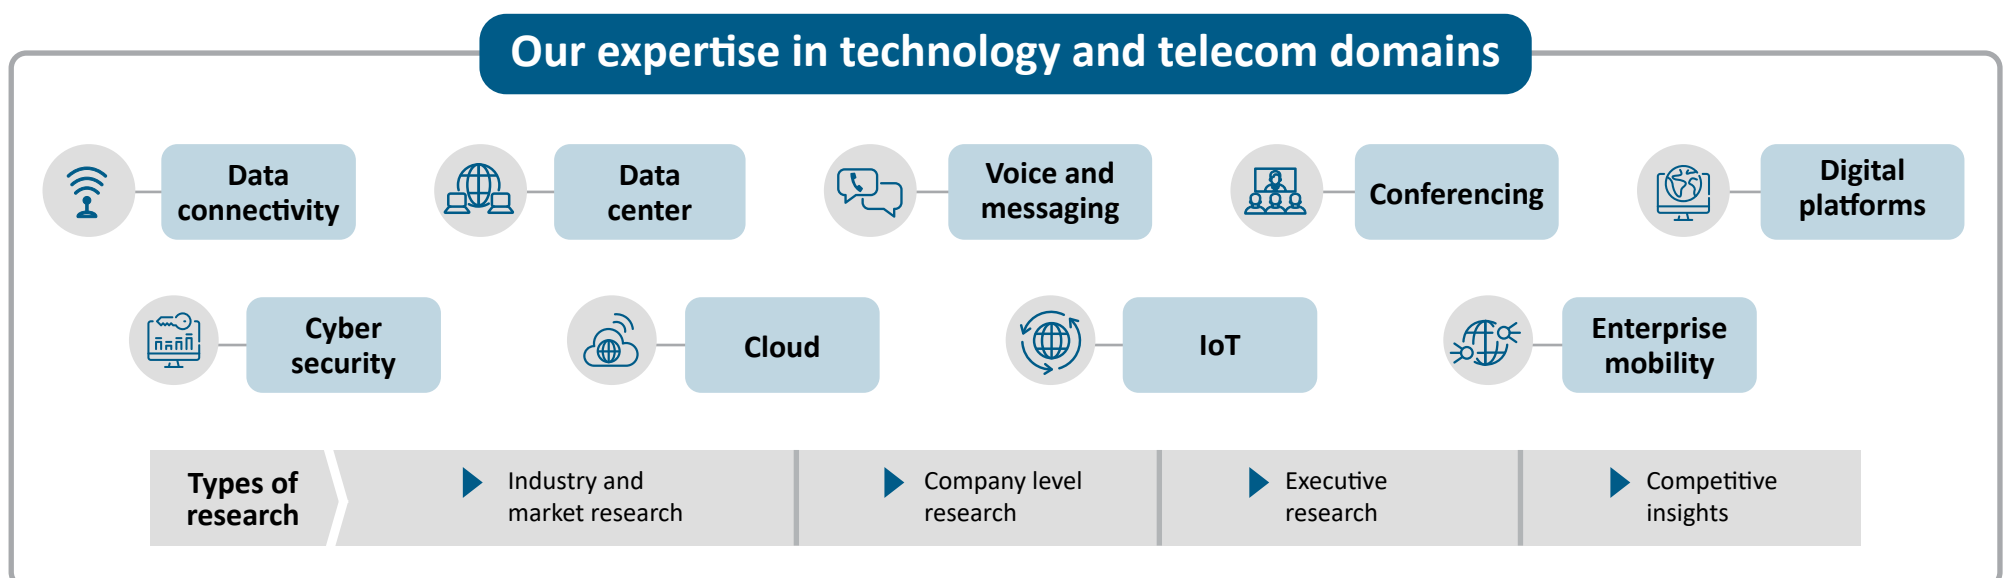 Our expertise in technology and telecom domains
Data
connectivity
Data
center
Voice and
messaging
Conferencing
Digital
platforms
Cyber
security
Cloud
IoT
Enterprise
mobility
Types of
research
Industry and
market research
Company level
research
Executive
research
Competitive
insights